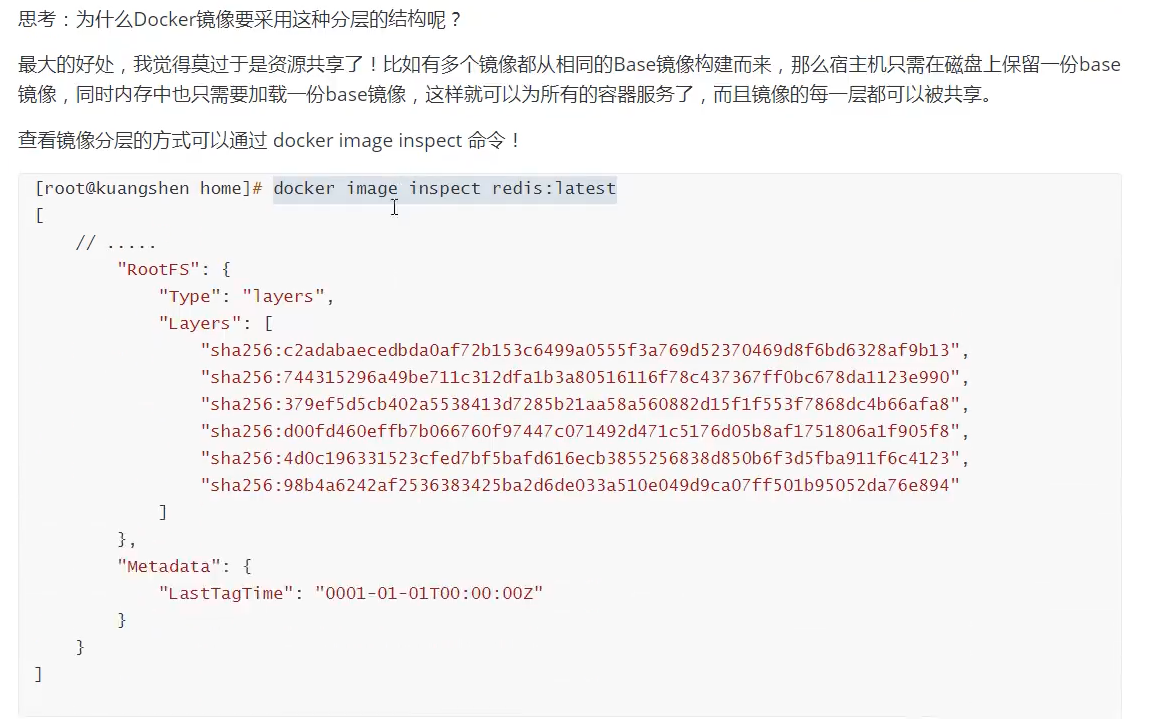 思考：为什么Docker镜像要采用这种分层的结构呢？
最大的好处，我觉得莫过于是资源共享了！比如有多个镜像都从相同的Base镜像构建而来，那么宿主机只需在磁盘上保留一份base
镜像，同时内存中也只需要加载一份base镜像，这样就可以为所有的容器服务了，而且镜像的每一层都可以被共享。
查看镜像分层的方式可以通过 docker image inspect 命令！
[root@kuangshen home]# docker image inspect redis:latest
[
    // .....
        "RootFS": {
            "Type": "layers",
            "Layers": [
                "sha256:c2adabaecedbda0af72b153c6499a0555f3a769d52370469d8f6bd6328af9b13",
                "sha256:744315296a49be711c312dfa1b3a80516116f78c437367ff0bc678da1123e990",
                "sha256:379ef5d5cb402a5538413d7285b21aa58a560882d15f1f553f7868dc4b66afa8",
                "sha256:d00fd460effb7b066760f97447c071492d471c5176d05b8af1751806a1f905f8",
                "sha256:4d0c196331523cfed7bf5bafd616ecb3855256838d850b6f3d5fba911f6c4123",
                "sha256:98b4a6242af2536383425ba2d6de033a510e049d9ca07ff501b95052da76e894"
            ]
        },
        "Metadata": {
            "LastTagTime": "0001-01-01T00:00:00Z"
        }
    }
]